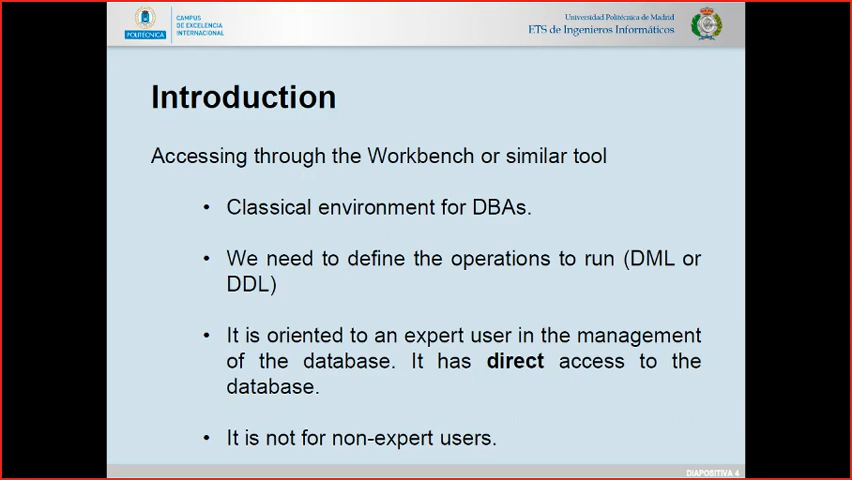 POLITÉCNICA
CAMPUS
DE EXCELENCIA
INTERNACIONAL
Universidad Politécnica de Madrid
ETS de Ingenieros Informáticos
Introduction
Accessing through the Workbench or similar tool
• Classical environment for DBAs.
• We need to define the operations to run (DML or
DDL)
• It is oriented to an expert user in the management
of the database. It has direct access to the
database.
• It is not for non-expert users.
DIAPOSITIVA 4